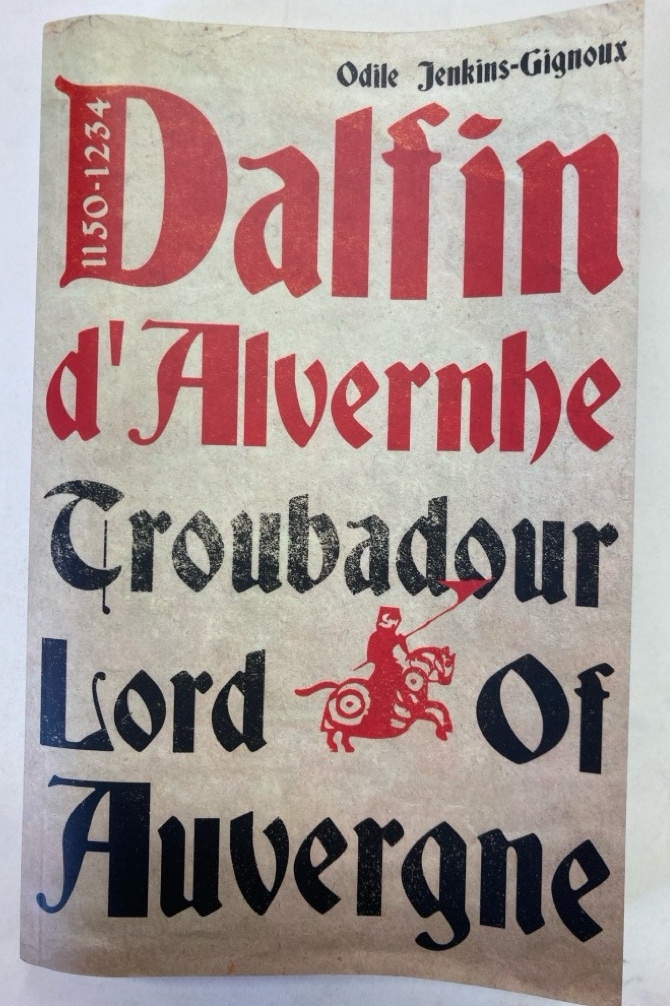 Odile Jenkins-Gignoux
1150-1234
Dalfin
d'Alvernhe
Troubadour
Lord Of
Auvergne